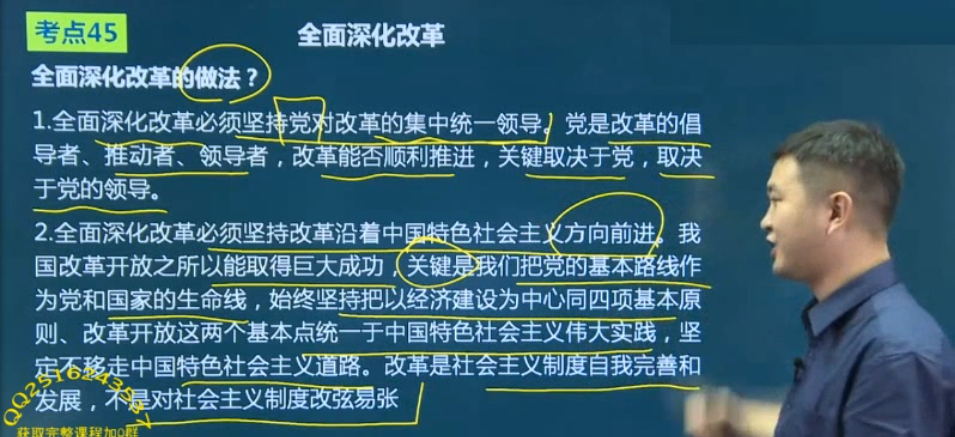 考点45
全面深化改革
全面深化改革的做法？
1.全面深化改革必须坚持党对改革的集中统一领导。党是改革的倡
导者、推动者、领导者，改革能否顺利推进，关键取决于党，取决
于党的领导。
2.全面深化改革必须坚持改革沿着中国特色社会主义方向前进。我
国改革开放之所以能取得巨大成功，关键是我们把党的基本路线作
为党和国家的生命线，始终坚持把以经济建设为中心同四项基本原
则、改革开放这两个基本点统一于中国特色社会主义伟大实践，坚
定不移走中国特色社会主义道路。改革是社会主义制度自我完善和
发展，不是对社会主义制度改弦易张
QQ2516243587
获取完整课程加Q群